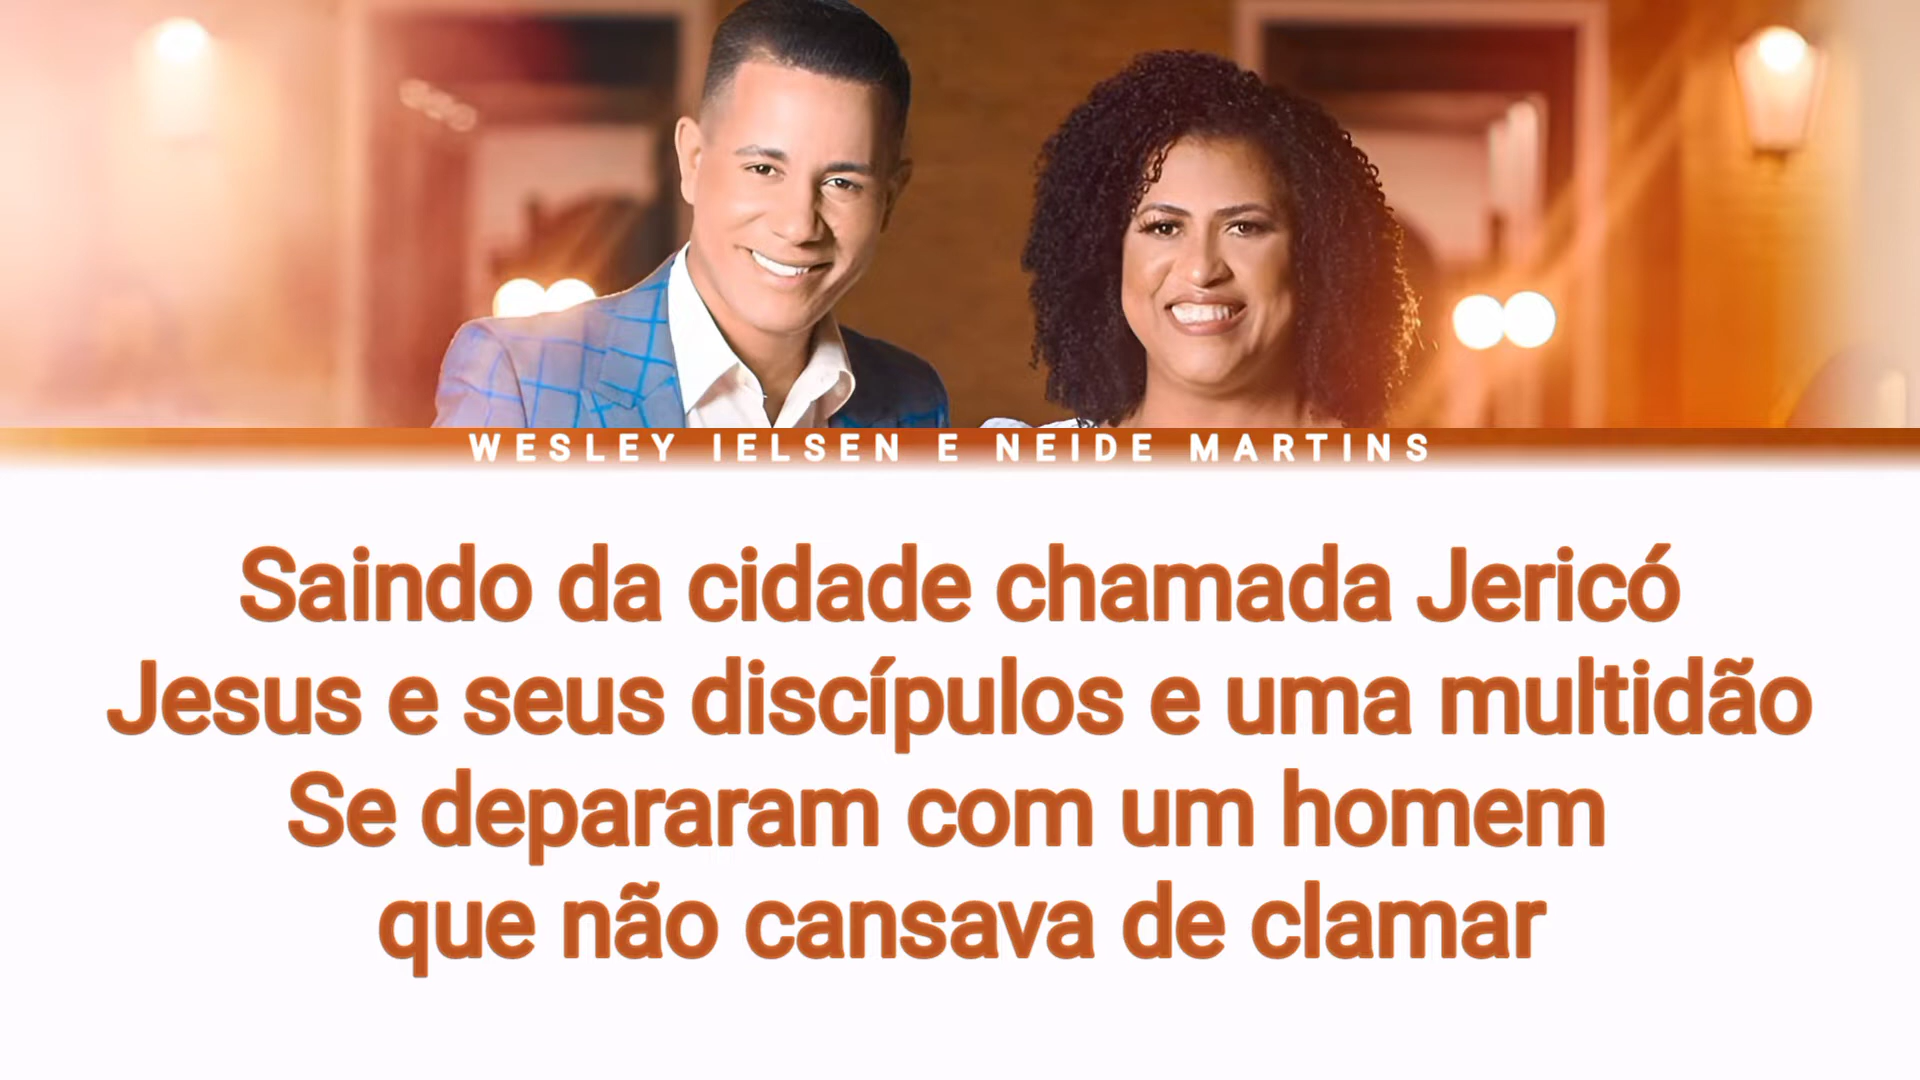 WESLEY IELSEN E NEIDE MARTINS
Saindo da cidade chamada Jericó
Jesus e seus discípulos e uma multidão
Se depararam com um homem
que não cansava de clamar